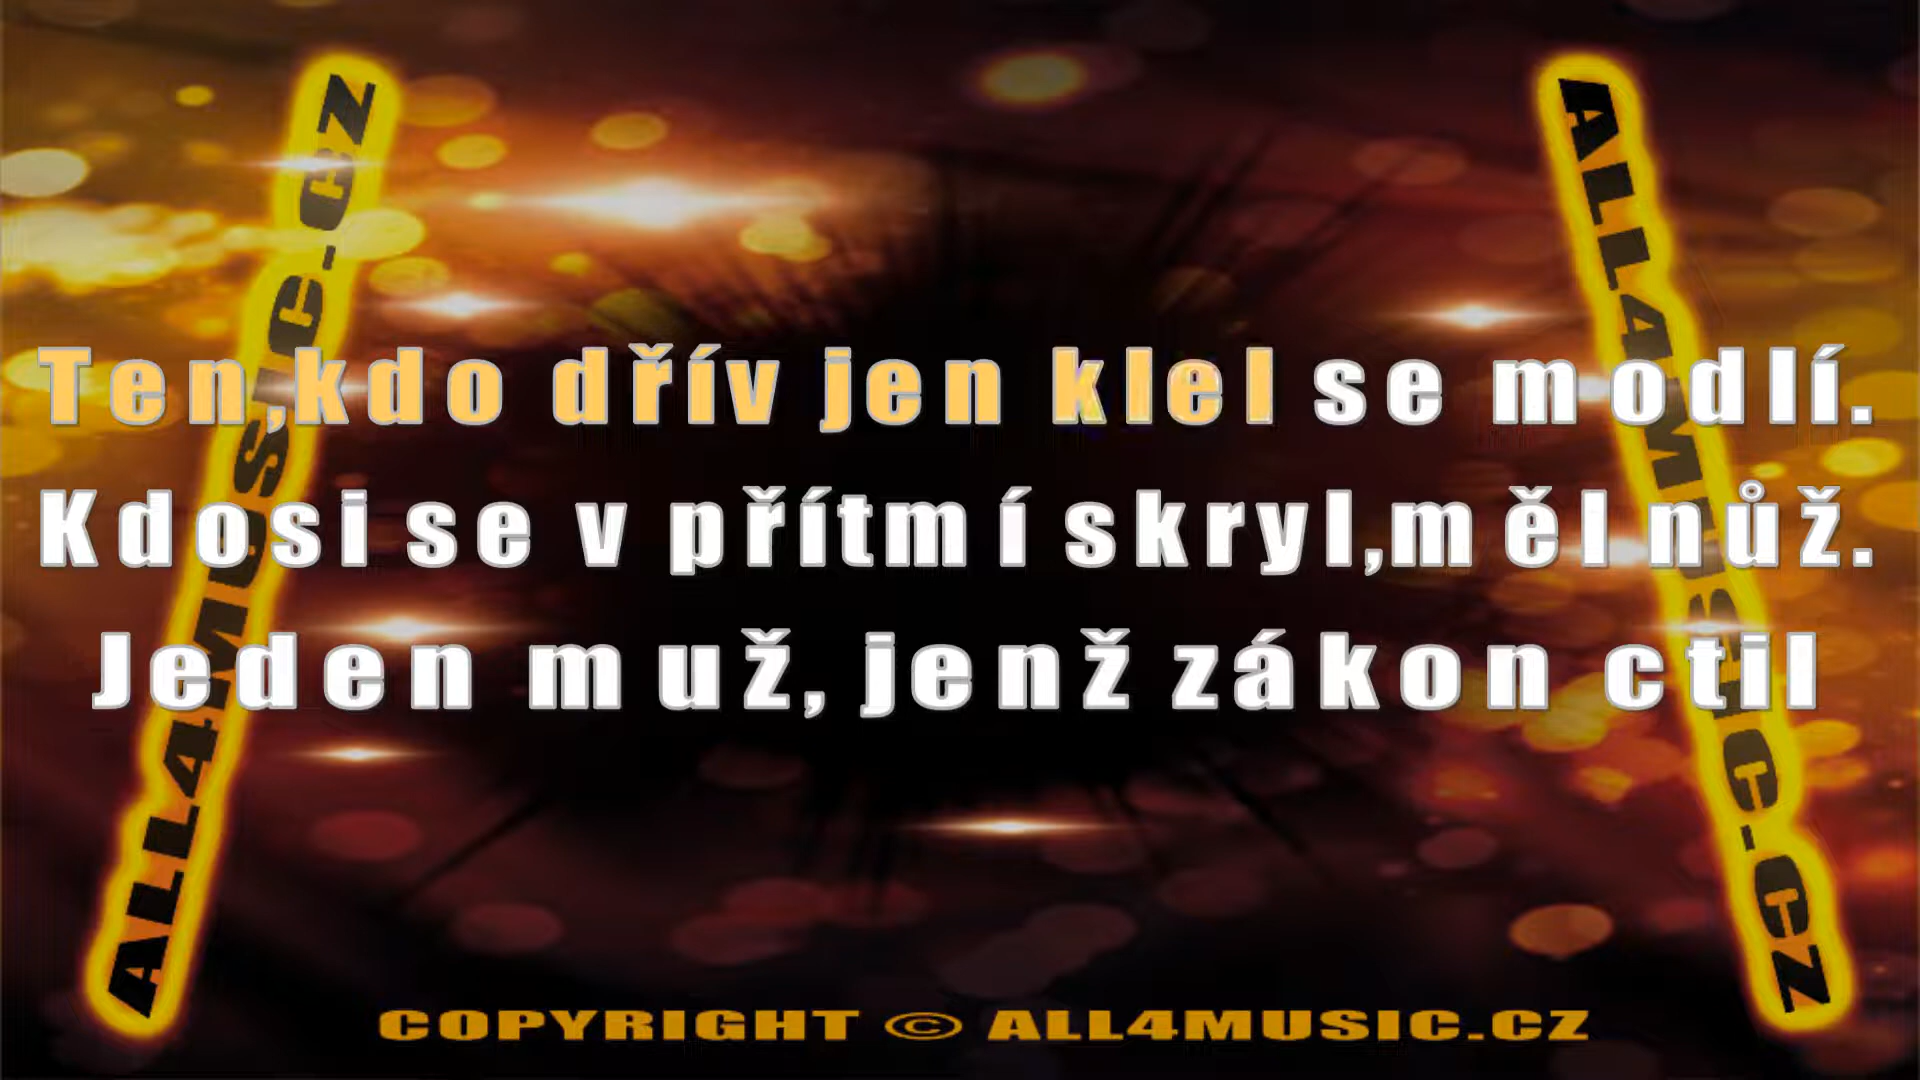 ALL4MUSIC.CZ
ALL4MUSIC.CZ
Ten,kdo dřív jen klel se modlí.
Kdosi se v přítmí skryl,měl nůž.
Jeden muž, jenž zákon ctil
COPYRIGHT © ALL4MUSIC.CZ